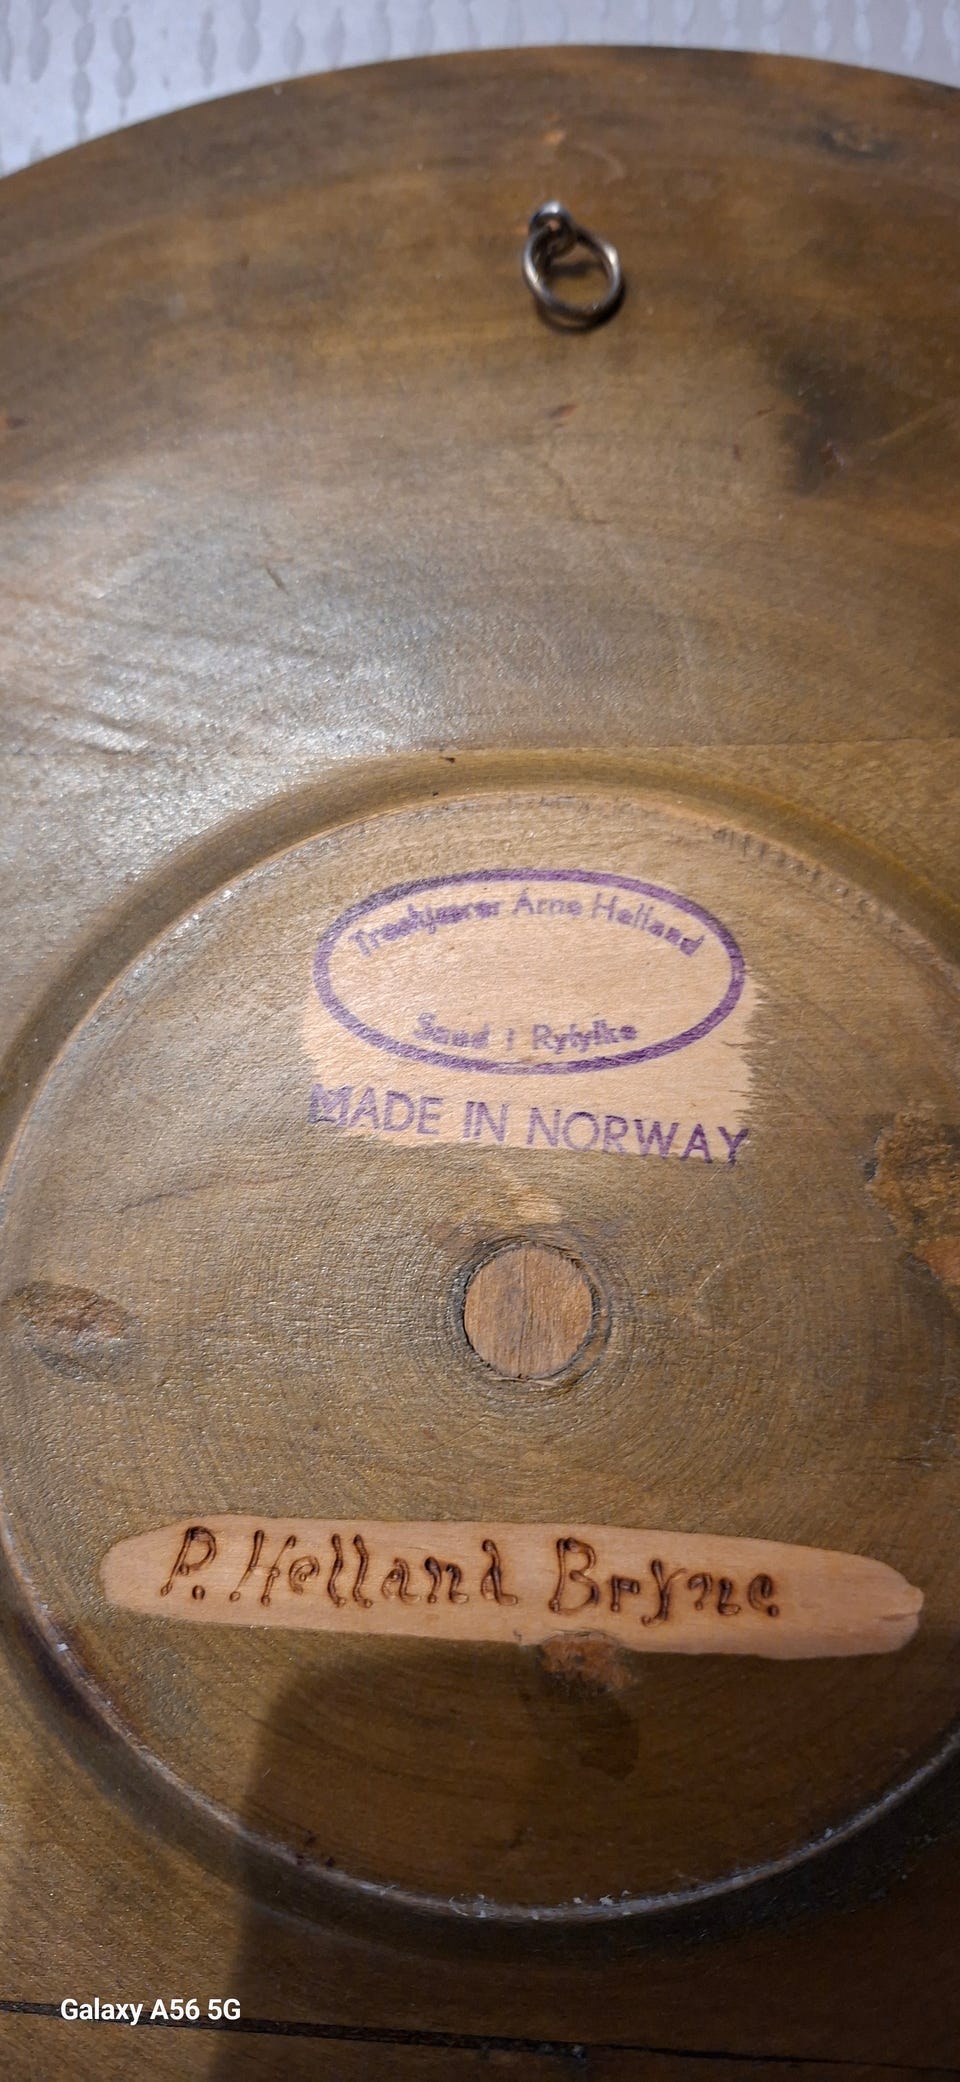 Treskjærer Arne Helland
Sand i Ryfylke
MADE IN NORWAY
P. Helland Bryne
Galaxy A56 5G